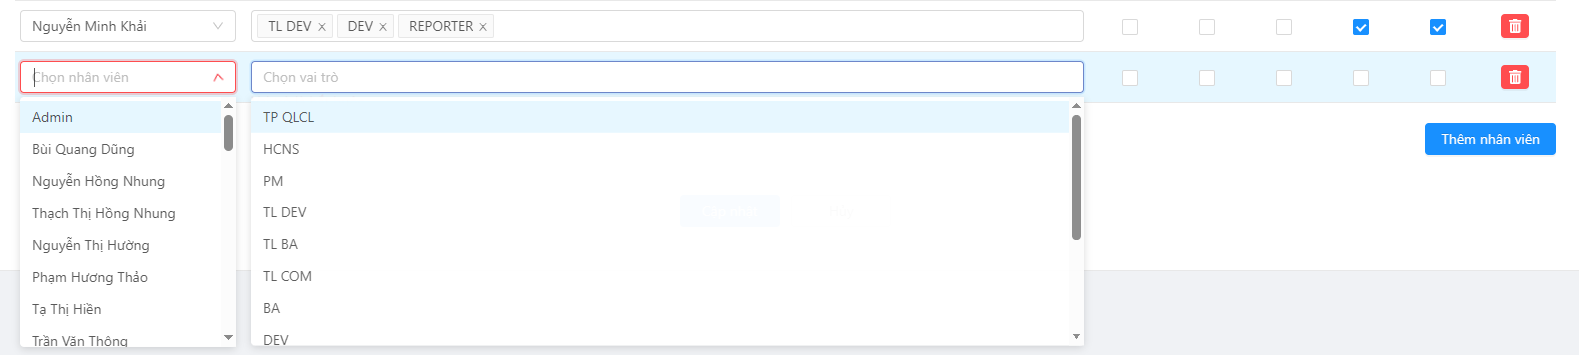 Nguyễn Minh Khải TL DEV DEV REPORTER
Chọn nhân viên Chọn vai trò
Admin
Bùi Quang Dũng
Nguyễn Hồng Nhung
Thạch Thị Hồng Nhung
Nguyễn Thị Hường
Phạm Hương Thảo
Tạ Thị Hiền
Trần Văn Thông
TP QLCL
HCNS
PM
TL DEV
TL BA
TL COM
BA
DEV
Thêm nhân viên